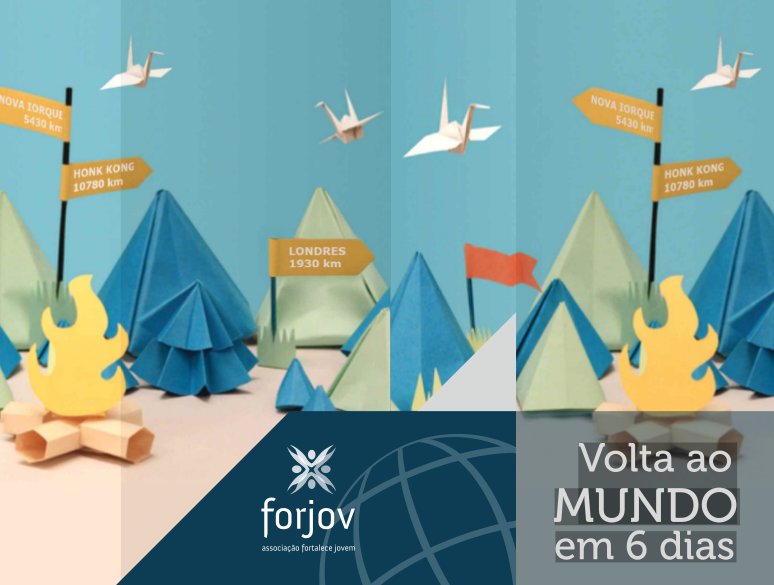 NOVA IORQUE
5430 km
HONK KONG
10780 km
LONDRES
1930 km
NOVA IORQUE
5430 km
HONK KONG
10780 km
forjov
associação fortalece jovem
Volta ao
MUNDO
em 6 dias